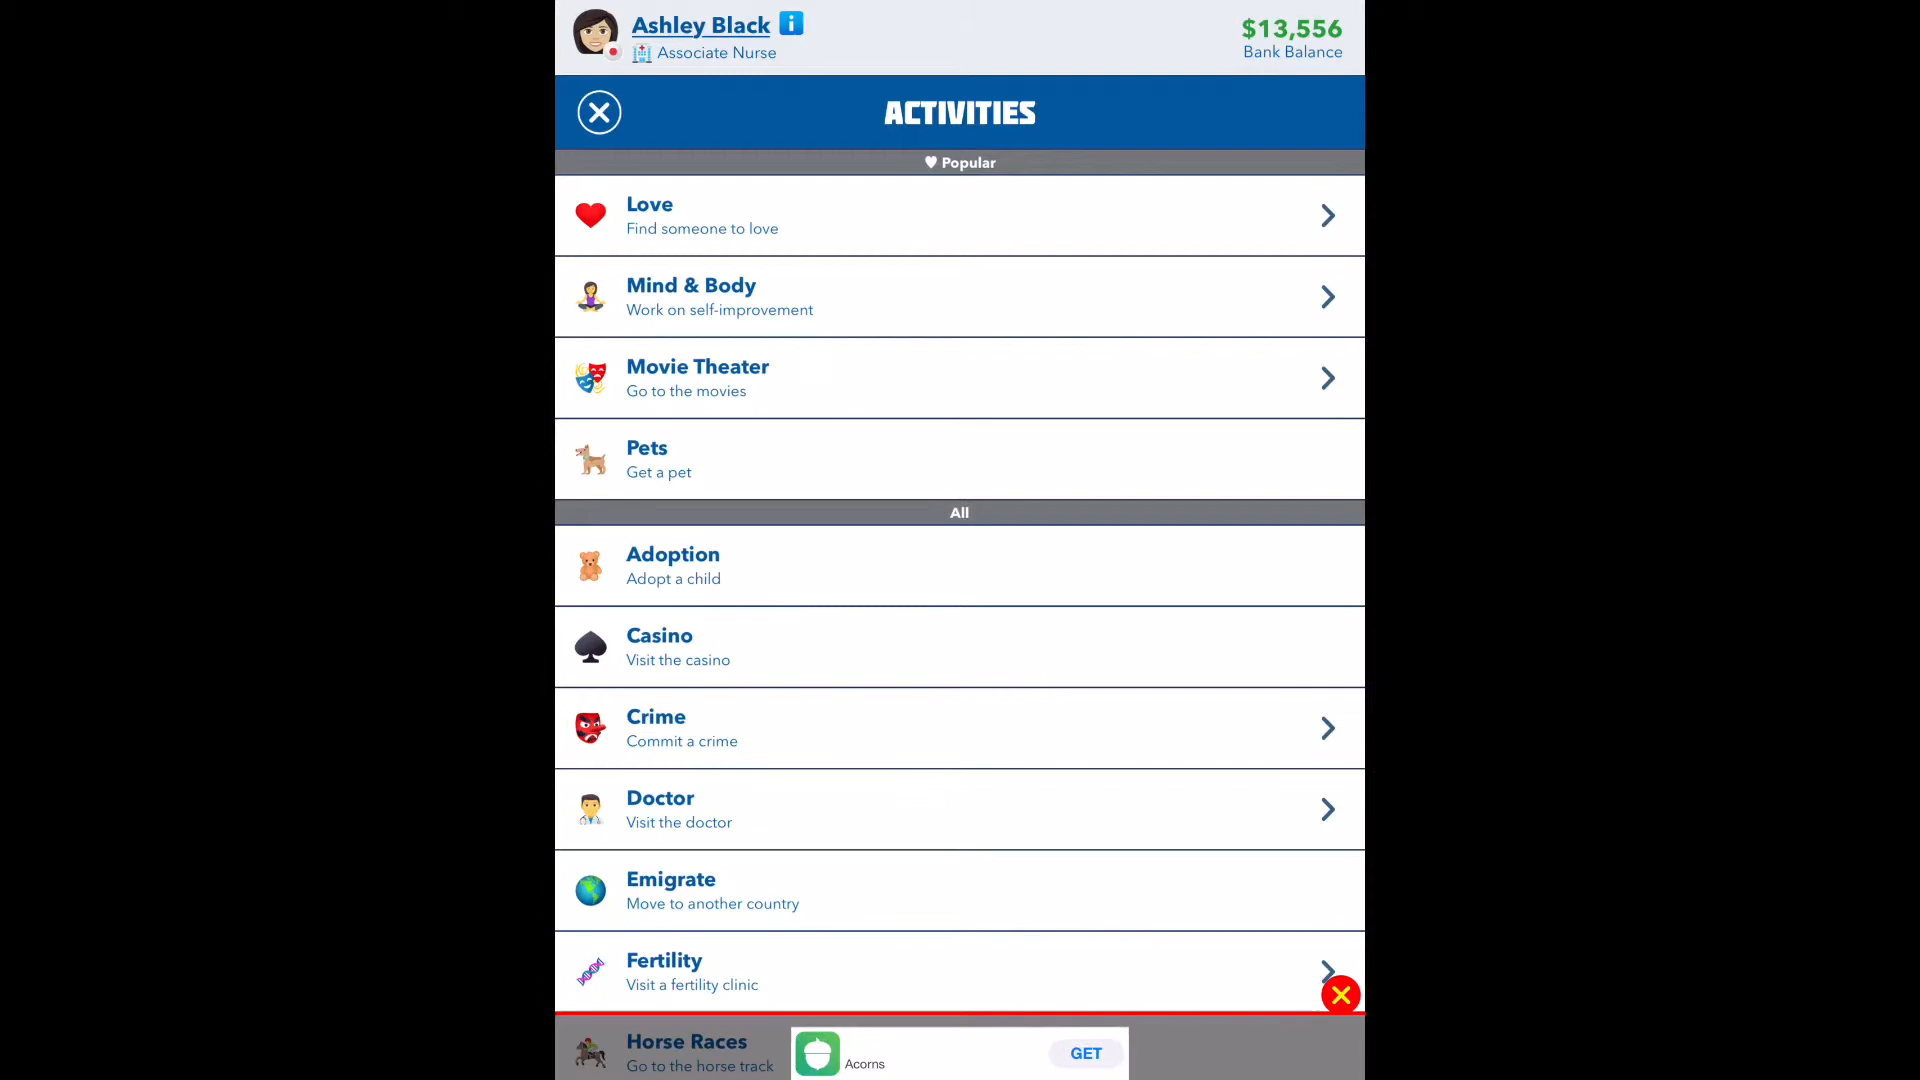 Ashley Black
Associate Nurse
$13,556
Bank Balance
ACTIVITIES
Popular
Love
Find someone to love
Mind & Body
Work on self-improvement
Movie Theater
Go to the movies
Pets
Get a pet
All
Adoption
Adopt a child
Casino
Visit the casino
Crime
Commit a crime
Doctor
Visit the doctor
Emigrate
Move to another country
Fertility
Visit a fertility clinic
Horse Races
Go to the horse track
Acorns
GET